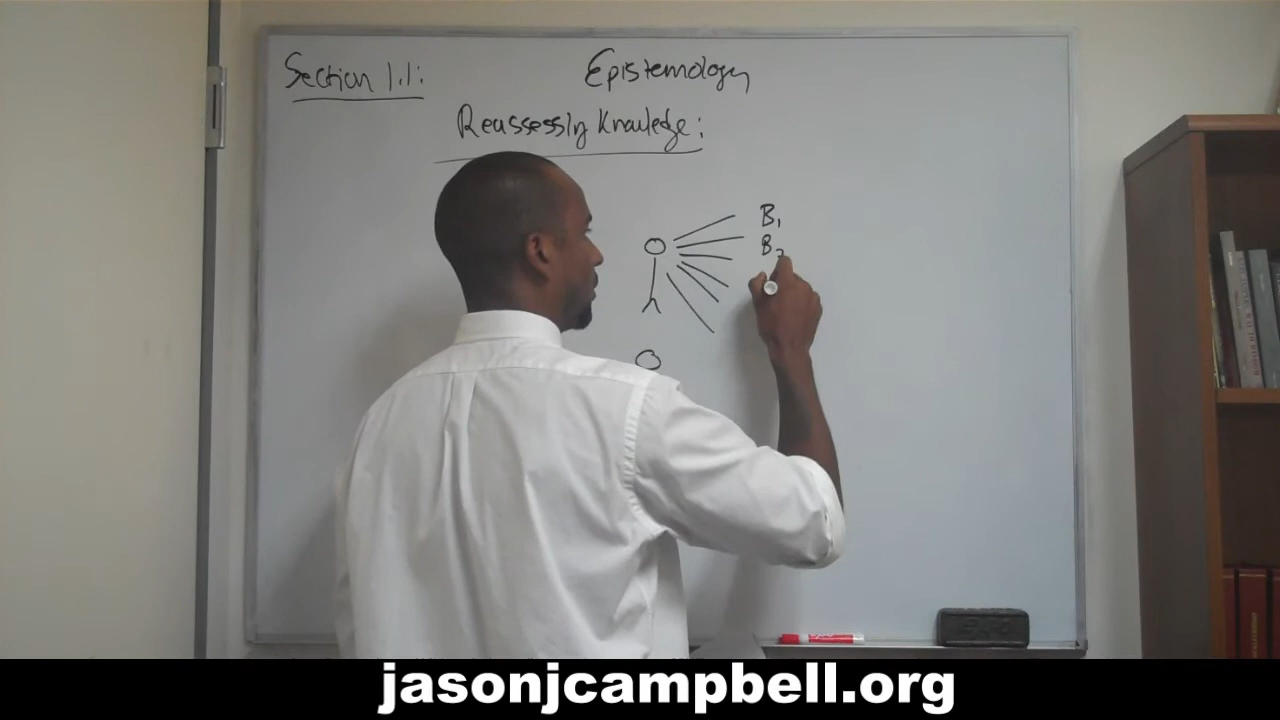 Section 1.1:
Epistemology
Reassessing Knowledge:
B1
B2
jasonjcampbell.org